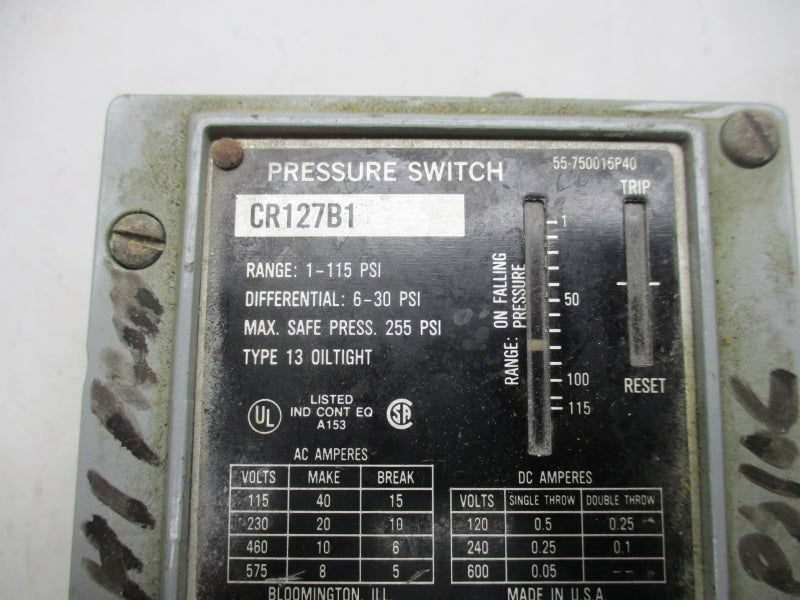 PRESSURE SWITCH
55-750015P40
CR127B1
RANGE: 1-115 PSI
DIFFERENTIAL: 6-30 PSI
MAX. SAFE PRESS. 255 PSI
TYPE 13 OILTIGHT
UL
LISTED
IND CONT EQ
A153
SA
RANGE: ON FALLING
PRESSURE
1
50
100
115
TRIP
RESET
AC AMPERES
VOLTS MAKE BREAK
115 40 15
230 20 10
460 10 6
575 8 5
DC AMPERES
VOLTS SINGLE THROW DOUBLE THROW
120 0.5 0.25
240 0.25 0.1
600 0.05 --
BLOOMINGTON, ILL
MADE IN U.S.A